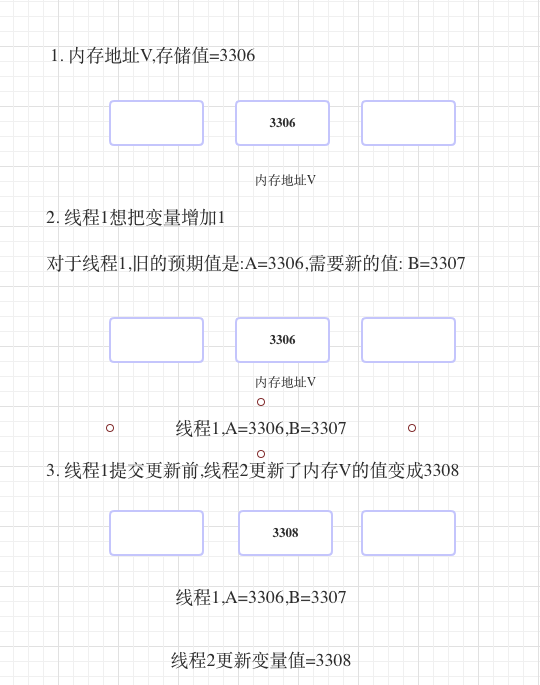 1. 内存地址V,存储值=3306
3306
内存地址V
2. 线程1想把变量增加1
对于线程1,旧的预期值是:A=3306,需要新的值: B=3307
3306
内存地址V
线程1,A=3306,B=3307
3. 线程1提交更新前,线程2更新了内存V的值变成3308
3308
线程1,A=3306,B=3307
线程2更新变量值=3308